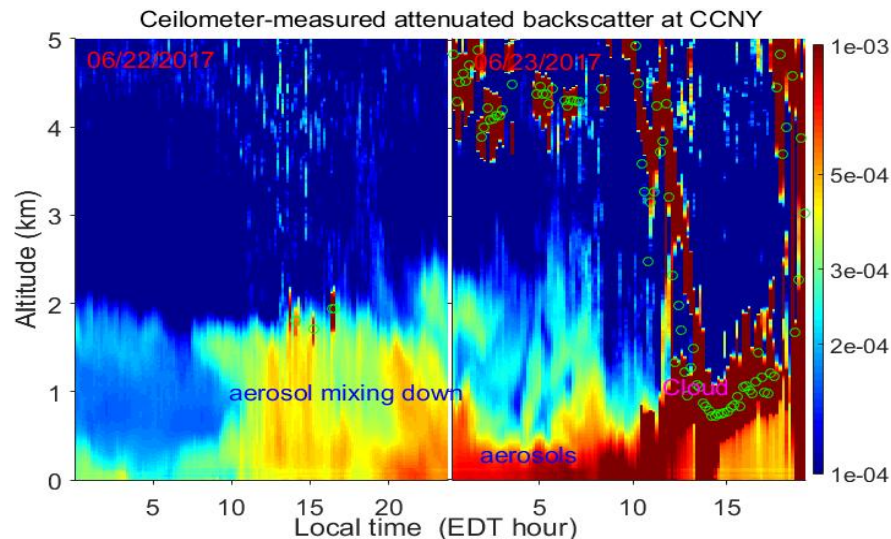 Ceilometer-measured attenuated backscatter at CCNY
06/22/2017
06/23/2017
aerosol mixing down
aerosols
Cloud
Altitude (km)
5
4
3
2
1
0
5
10
15
20
5
10
15
Local time (EDT hour)
1e-03
5e-04
3e-04
2e-04
1e-04